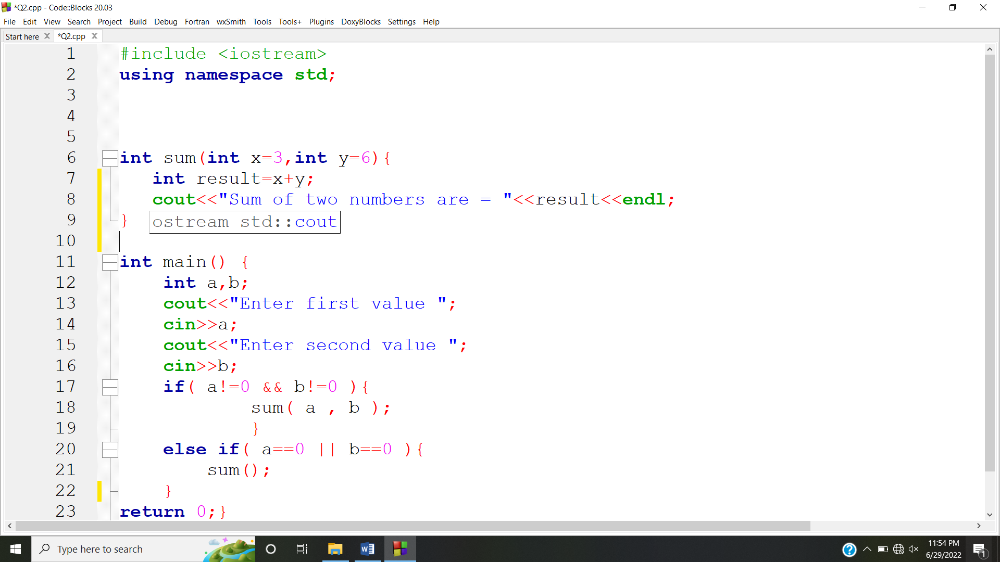 *Q2.cpp - Code::Blocks 20.03
File Edit View Search Project Build Debug Fortran wxSmith Tools Tools+ Plugins DoxyBlocks Settings Help
Start here X *Q2.cpp X
1 #include <iostream>
2 using namespace std;
3
4
5
6 int sum(int x=3,int y=6){
7 int result=x+y;
8 cout<<"Sum of two numbers are = "<<result<<endl;
9 }
ostream std::cout
10
11 int main() {
12 int a,b;
13 cout<<"Enter first value ";
14 cin>>a;
15 cout<<"Enter second value ";
16 cin>>b;
17 if( a!=0 && b!=0 ){
18 sum( a , b );
19 }
20 else if( a==0 || b==0 ){
21 sum();
22 }
23 return 0;}
Type here to search
11:54 PM
6/29/2022
1